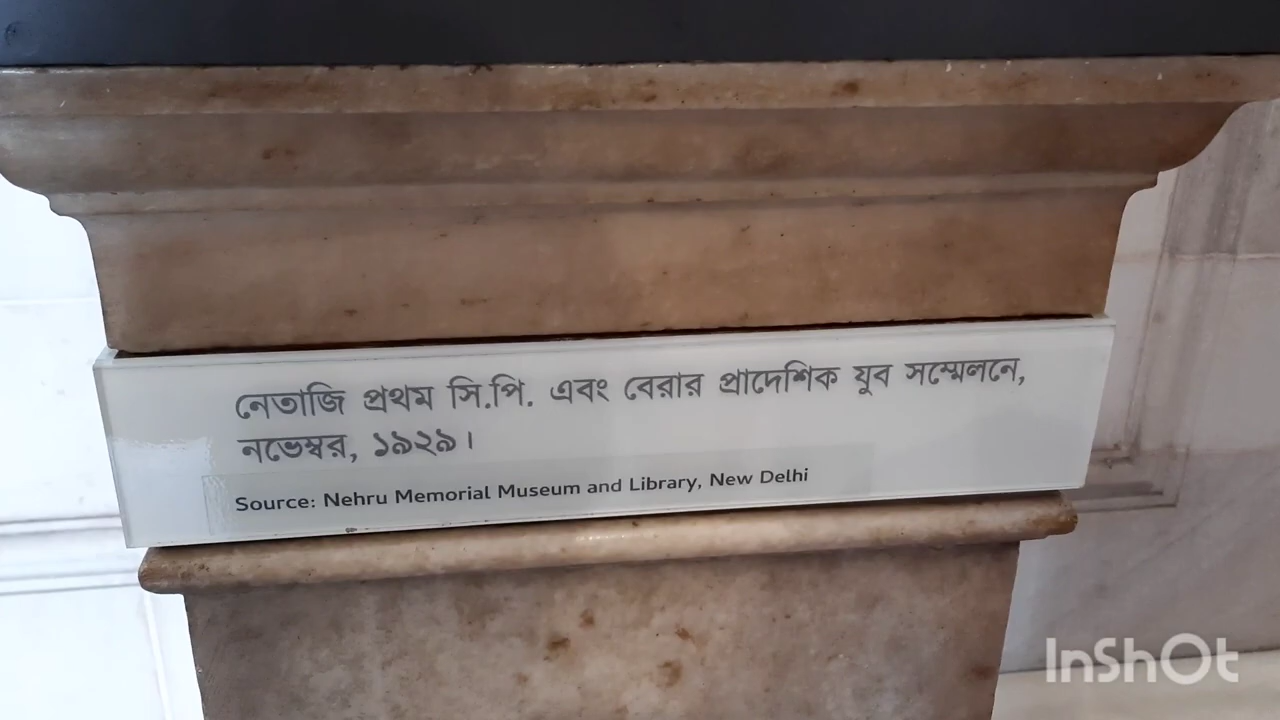 নেতাজি প্রথম সি.পি. এবং বেরার প্রাদেশিক যুব সম্মেলনে,
নভেম্বর, ১৯২৯।
Source: Nehru Memorial Museum and Library, New Delhi
InShOt